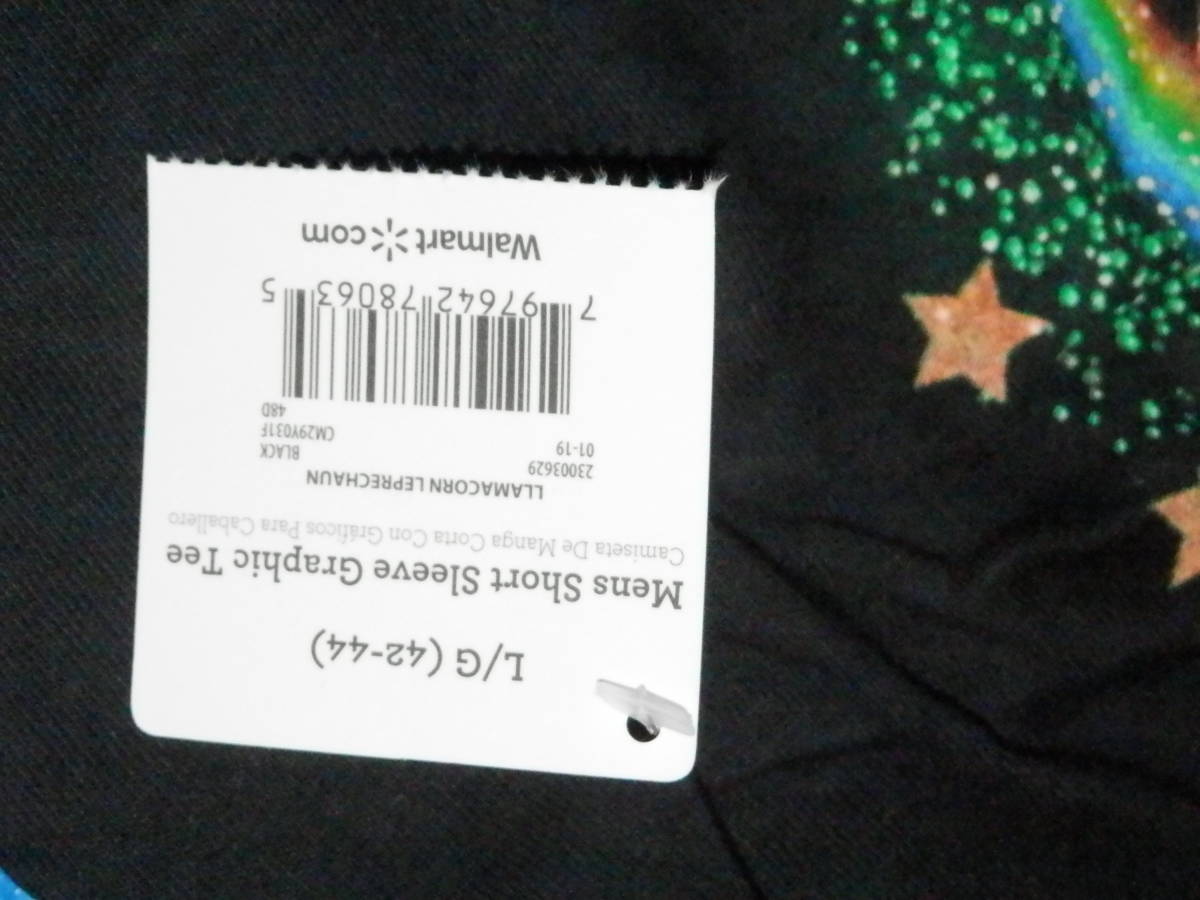 L/G (42-44)
Mens Short Sleeve Graphic Tee
Camiseta De Manga Corta Con Gráficos Para Caballero
LLAMACORN LEPRECHAUN
23003629 BLACK
01-19 CM29Y031F
48D
7 97642 78063 5
Walmart com